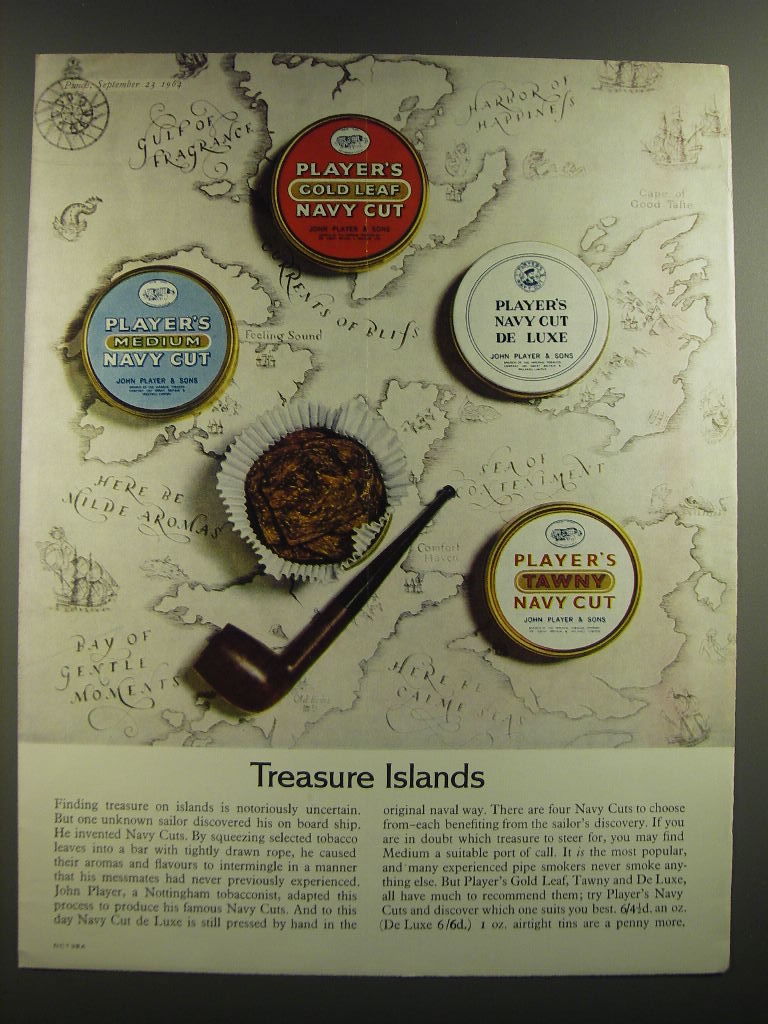 Punch, September 23 1964
GULF OF
FRAGRANCE
HARBOR OF
HAPPINESS
Cape of
Good Taste
PLAYER'S
GOLD LEAF
NAVY CUT
JOHN PLAYER & SONS
CURRENTS OF BLISS
PLAYER'S
MEDIUM
NAVY CUT
JOHN PLAYER & SONS
Feeling Sound
PLAYER'S
NAVY CUT
DE LUXE
JOHN PLAYER & SONS
HERE BE
MILDE AROMAS
SEA OF
CONTENTMENT
Comfort
Haven
PLAYER'S
TAWNY
NAVY CUT
JOHN PLAYER & SONS
BAY OF
GENTLE
MOMENTS
HERE BE
CALME SEAS
Treasure Islands
Finding treasure on islands is notoriously uncertain.
But one unknown sailor discovered his on board ship.
He invented Navy Cuts. By squeezing selected tobacco
leaves into a bar with tightly drawn rope, he caused
their aromas and flavours to intermingle in a manner
that his messmates had never previously experienced.
John Player, a Nottingham tobacconist, adapted this
process to produce his famous Navy Cuts. And to this
day Navy Cut de Luxe is still pressed by hand in the
original naval way. There are four Navy Cuts to choose
from–each benefiting from the sailor's discovery. If you
are in doubt which treasure to steer for, you may find
Medium a suitable port of call. It is the most popular,
and many experienced pipe smokers never smoke any-
thing else. But Player's Gold Leaf, Tawny and De Luxe,
all have much to recommend them; try Player's Navy
Cuts and discover which one suits you best. 6/4½d. an oz.
(De Luxe 6/6d.) 1 oz. airtight tins are a penny more.